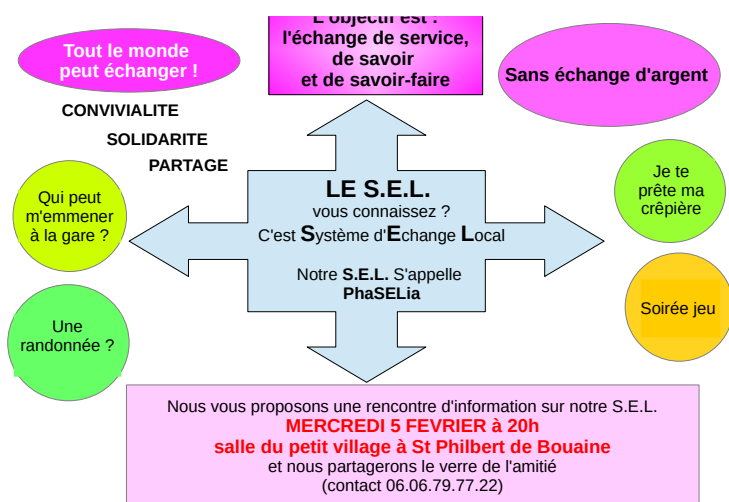 L'objectif est :
l'échange de service,
de savoir
et de savoir-faire
Tout le monde
peut échanger !
Sans échange d'argent
CONVIVIALITE
SOLIDARITE
PARTAGE
Qui peut
m'emmener
à la gare ?
Une
randonnée ?
LE S.E.L.
vous connaissez ?
C'est Système d'Echange Local
Notre S.E.L. S'appelle
PhaSELia
Je te
prête ma
crêpière
Soirée jeu
Nous vous proposons une rencontre d'information sur notre S.E.L.
MERCREDI 5 FEVRIER à 20h
salle du petit village à St Philbert de Bouaine
et nous partagerons le verre de l'amitié
(contact 06.06.79.77.22)